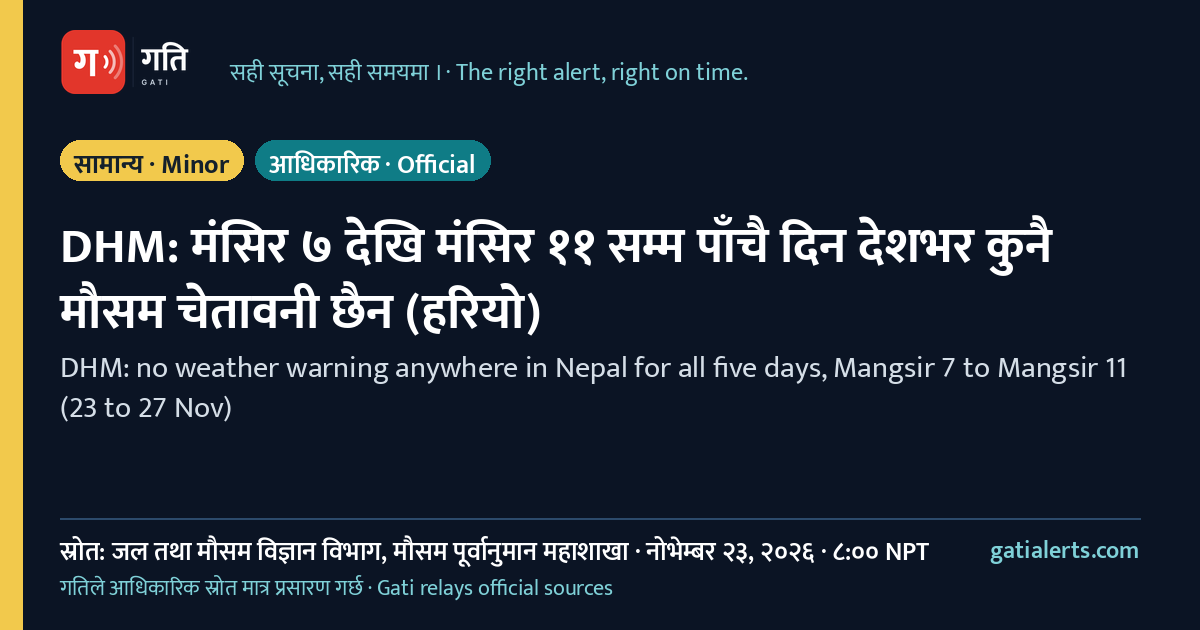 ग
गति
GATI
सही सूचना, सही समयमा । · The right alert, right on time.
सामान्य · Minor
आधिकारिक · Official
DHM: मंसिर ७ देखि मंसिर ११ सम्म पाँचै दिन देशभर कुनै
मौसम चेतावनी छैन (हरियो)
DHM: no weather warning anywhere in Nepal for all five days, Mangsir 7 to Mangsir 11
(23 to 27 Nov)
स्रोत: जल तथा मौसम विज्ञान विभाग, मौसम पूर्वानुमान महाशाखा · नोभेम्बर २३, २०२६ · ८:०० NPT
gatialerts.com
गतिले आधिकारिक स्रोत मात्र प्रसारण गर्छ · Gati relays official sources